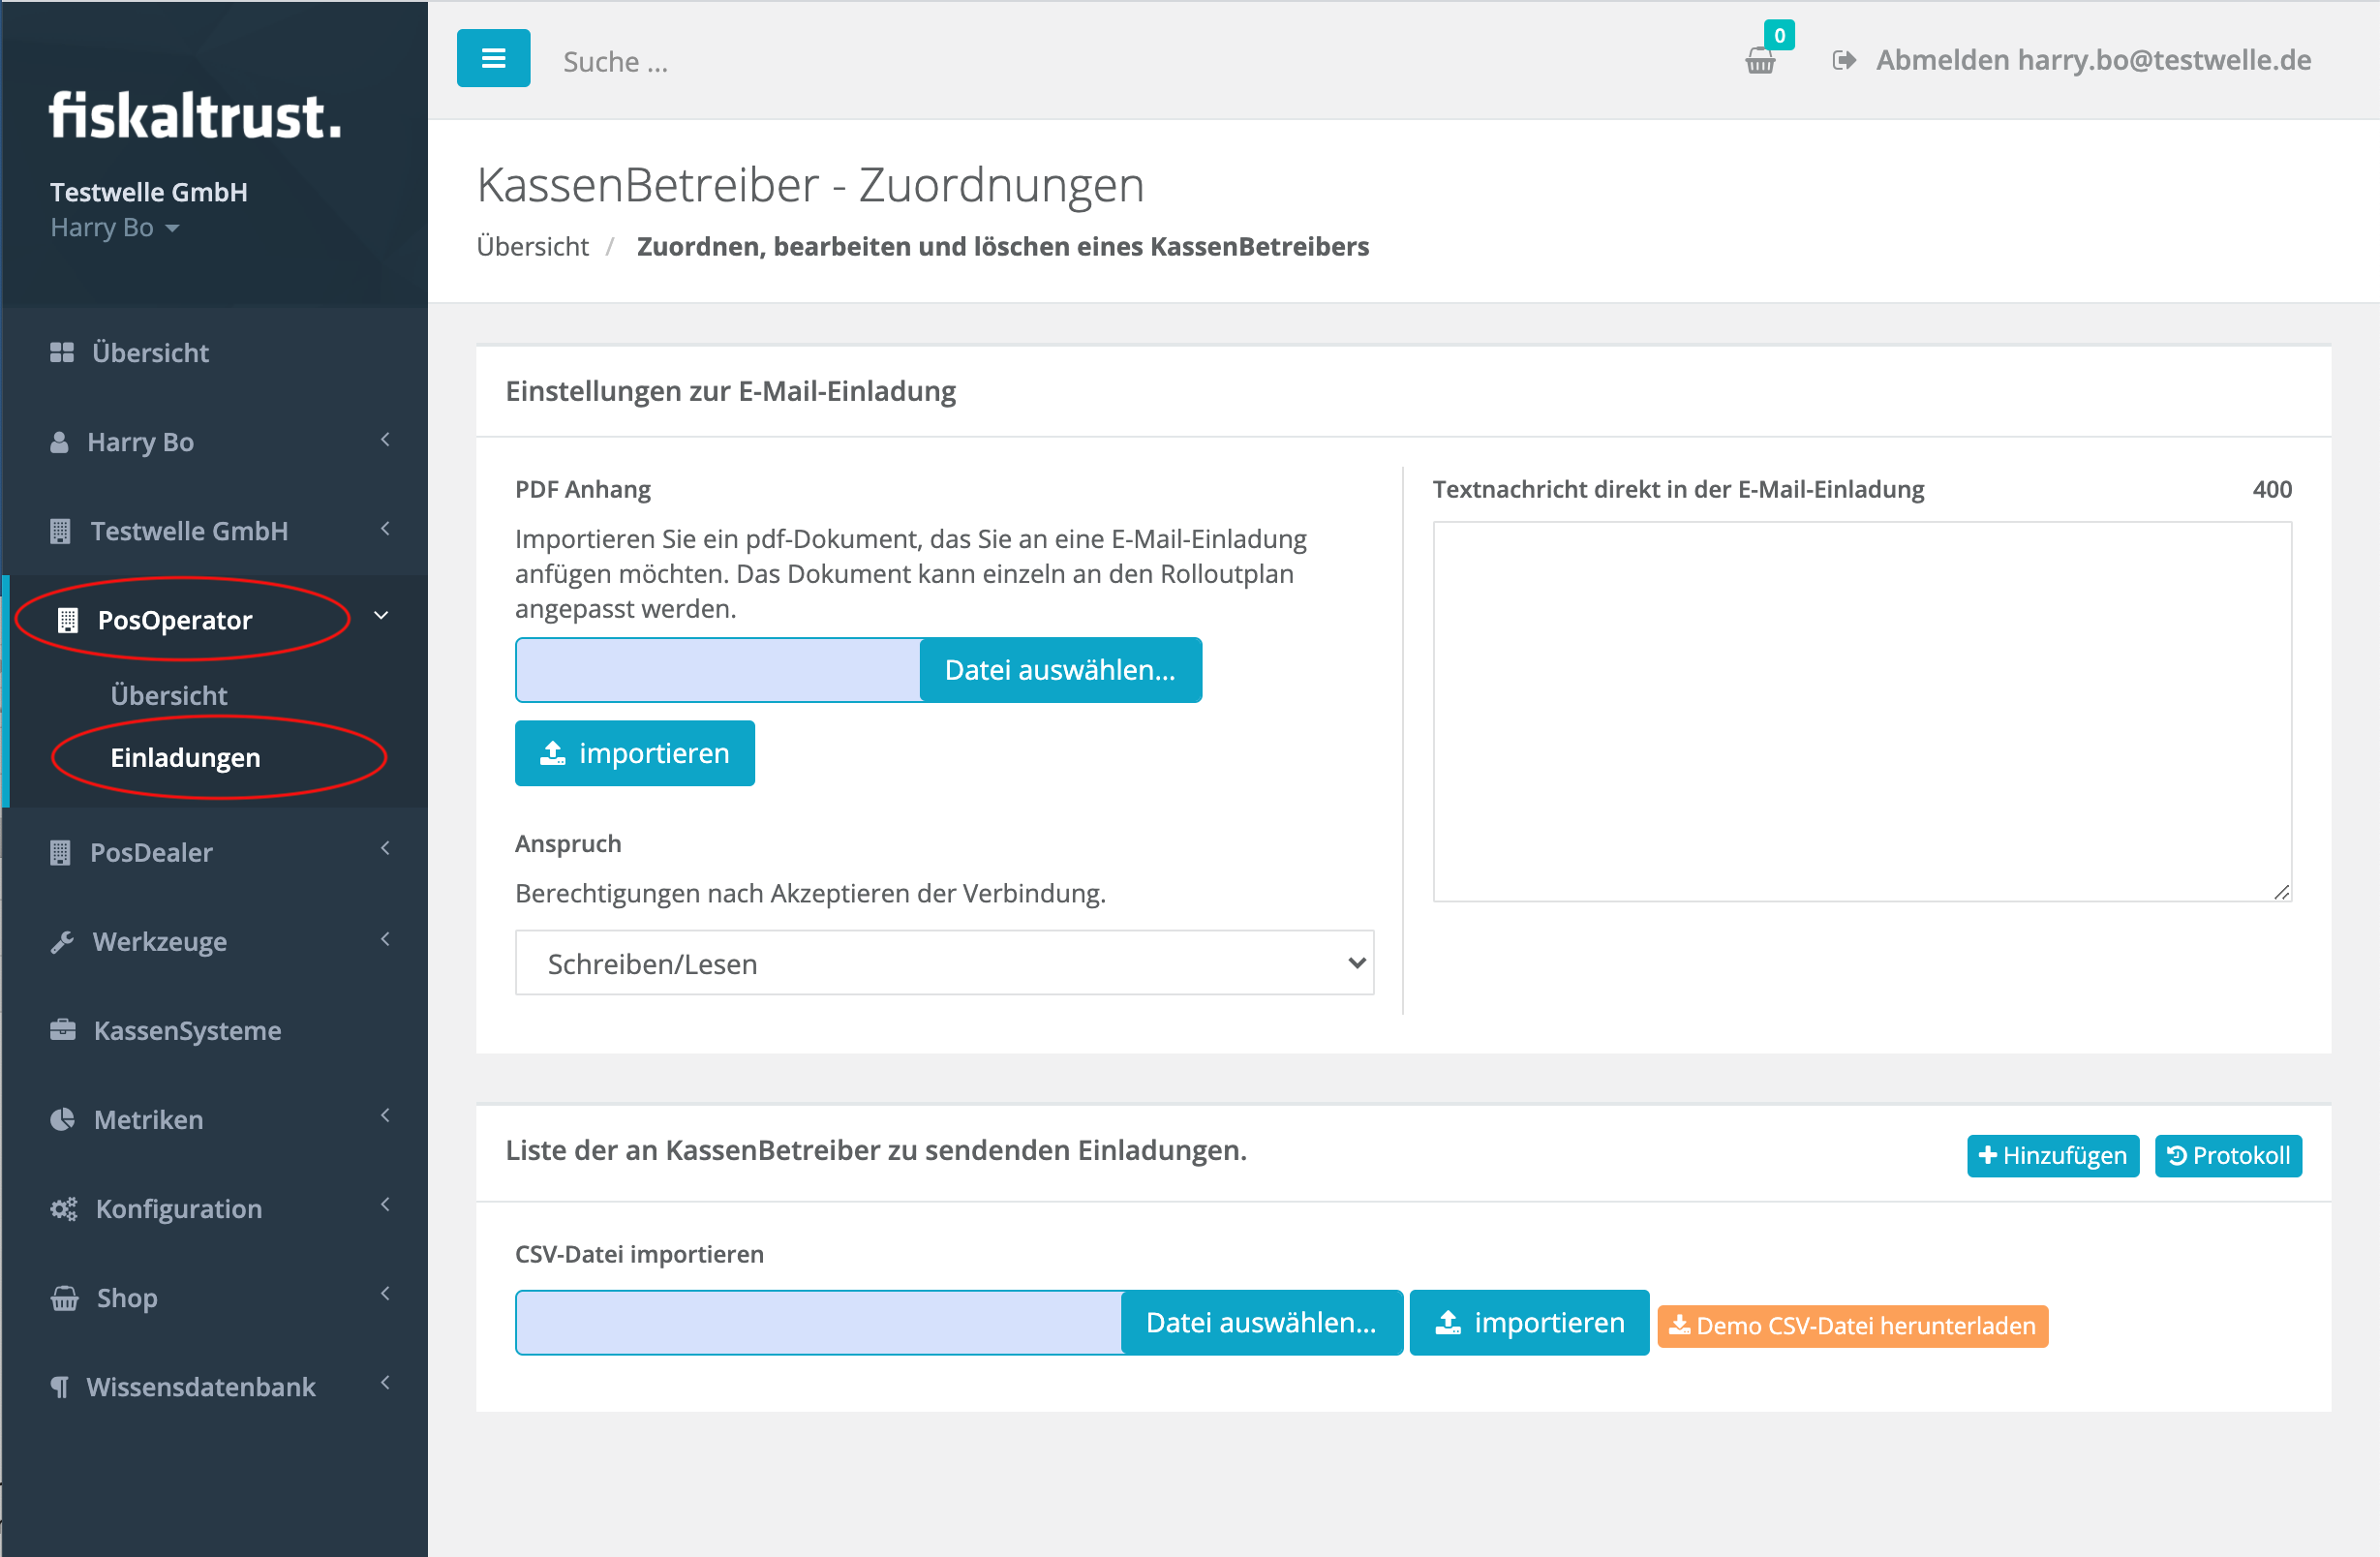 fiskaltrust.
Testwelle GmbH
Harry Bo
Übersicht
Harry Bo
Testwelle GmbH
PosOperator
Übersicht
Einladungen
PosDealer
Werkzeuge
KassenSysteme
Metriken
Konfiguration
Shop
Wissensdatenbank
Suche ...
0
Abmelden harry.bo@testwelle.de
KassenBetreiber - Zuordnungen
Übersicht / Zuordnen, bearbeiten und löschen eines KassenBetreibers
Einstellungen zur E-Mail-Einladung
PDF Anhang
Importieren Sie ein pdf-Dokument, das Sie an eine E-Mail-Einladung
anfügen möchten. Das Dokument kann einzeln an den Rolloutplan
angepasst werden.
Datei auswählen...
importieren
Anspruch
Berechtigungen nach Akzeptieren der Verbindung.
Schreiben/Lesen
Textnachricht direkt in der E-Mail-Einladung 400
Liste der an KassenBetreiber zu sendenden Einladungen.
Hinzufügen Protokoll
CSV-Datei importieren
Datei auswählen... importieren Demo CSV-Datei herunterladen